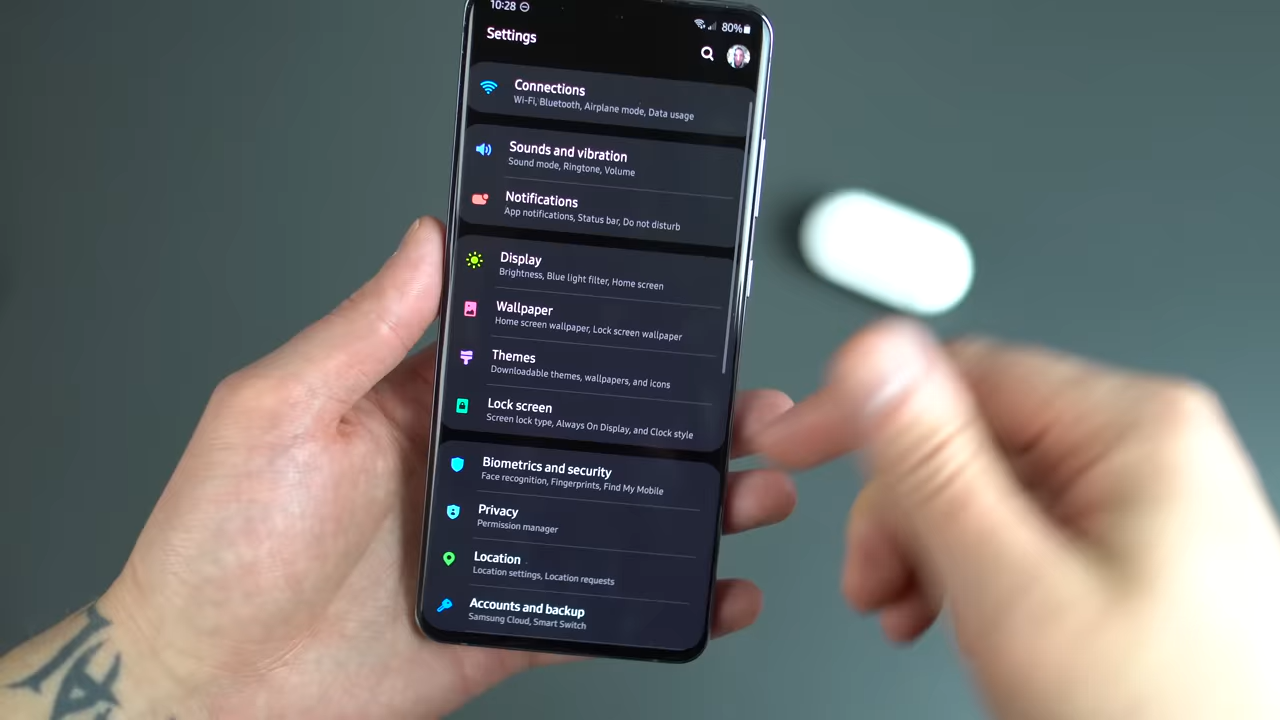 10:28
80%
Settings
Connections
Wi-Fi, Bluetooth, Airplane mode, Data usage
Sounds and vibration
Sound mode, Ringtone, Volume
Notifications
App notifications, Status bar, Do not disturb
Display
Brightness, Blue light filter, Home screen
Wallpaper
Home screen wallpaper, Lock screen wallpaper
Themes
Downloadable themes, wallpapers, and icons
Lock screen
Screen lock type, Always On Display, and Clock style
Biometrics and security
Face recognition, Fingerprints, Find My Mobile
Privacy
Permission manager
Location
Location settings, Location requests
Accounts and backup
Samsung Cloud, Smart Switch